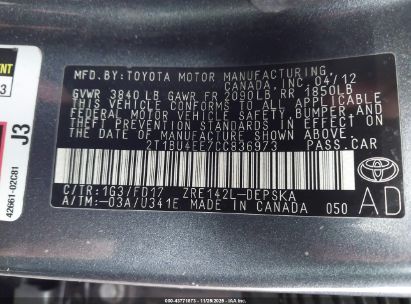 MFD. BY: TOYOTA MOTOR MANUFACTURING
CANADA, INC. 04/12
GVWR 3840 LB GAWR FR 2090LB RR 1850LB
THIS VEHICLE CONFORMS TO ALL APPLICABLE
FEDERAL MOTOR VEHICLE SAFETY, BUMPER,
AND THEFT PREVENTION STANDARDS IN EFFECT ON
THE DATE OF MANUFACTURE SHOWN ABOVE.
2T1BU4EE7CC836973 PASS.CAR
C/TR:1G3/FD17 ZRE142L-DEPSKA
A/TM:-03A/U341E MADE IN CANADA 050
TOYOTA
AD
J3
42661-02C81